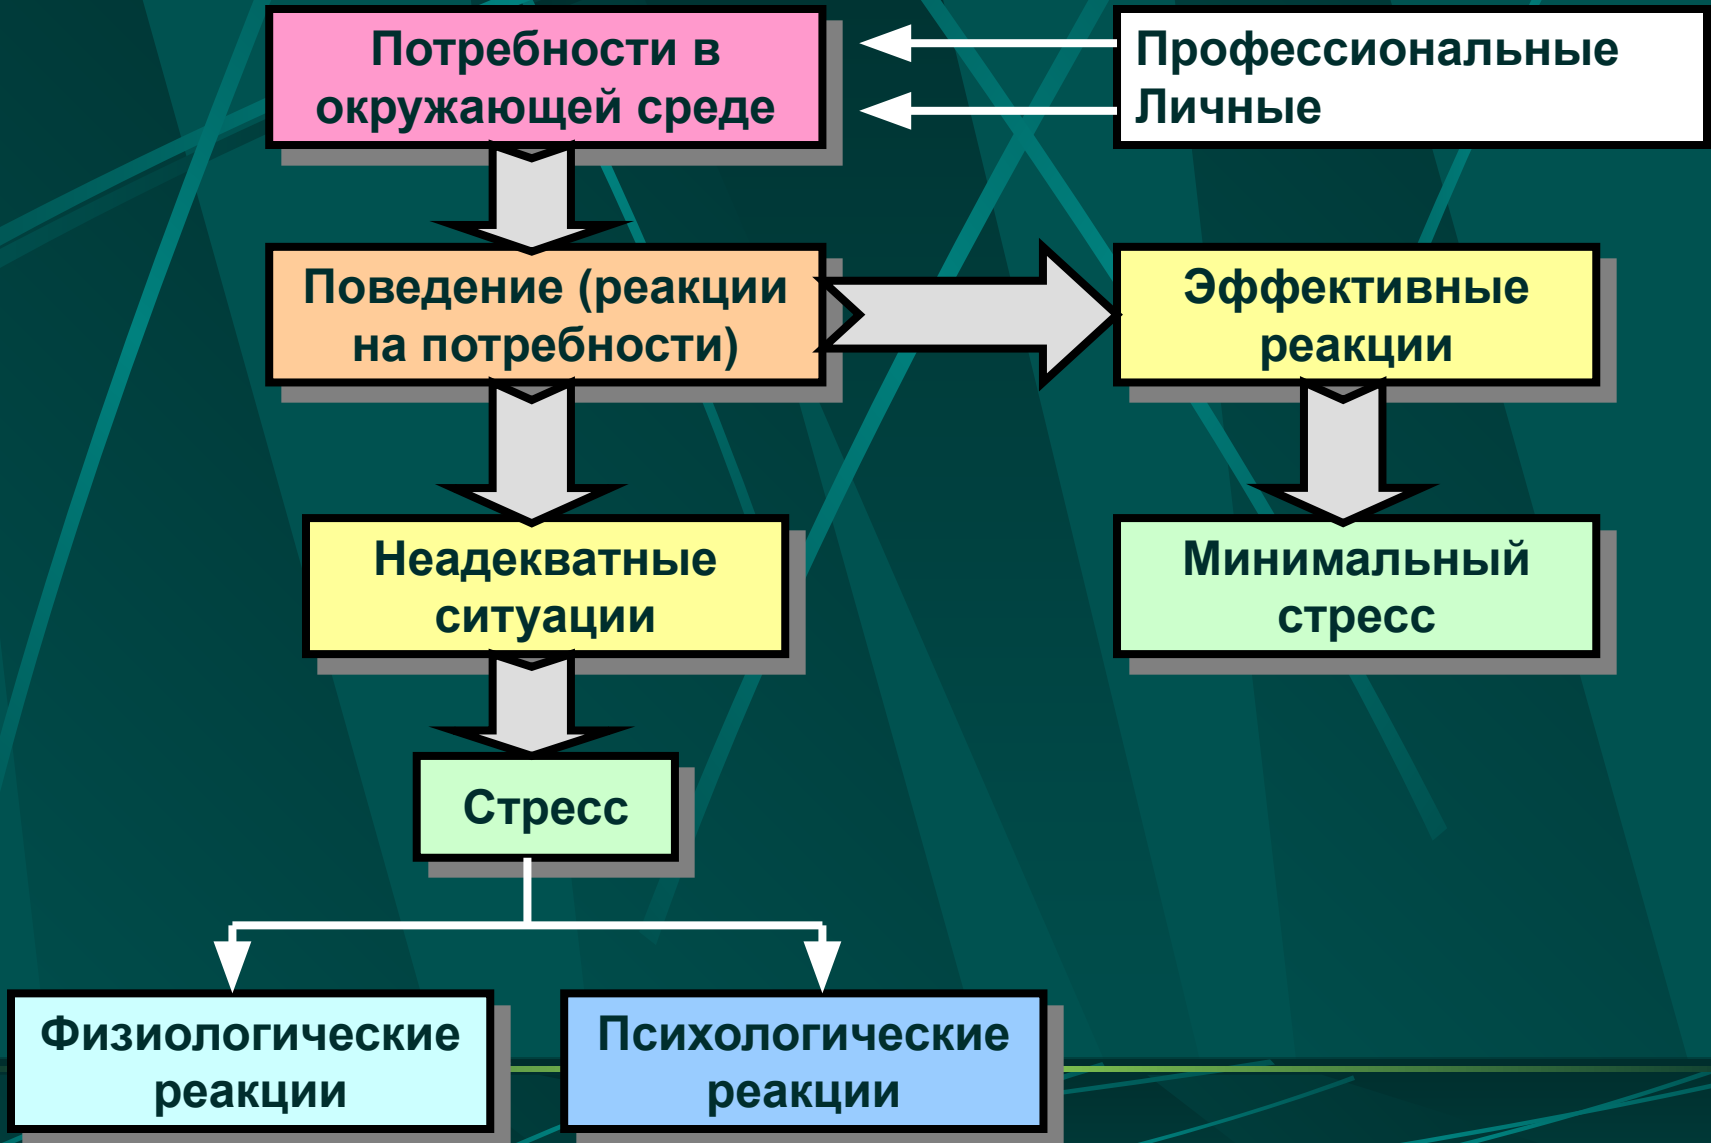 Потребности в
окружающей среде
Профессиональные
Личные
Поведение (реакции
на потребности)
Эффективные
реакции
Неадекватные
ситуации
Минимальный
стресс
Стресс
Физиологические
реакции
Психологические
реакции